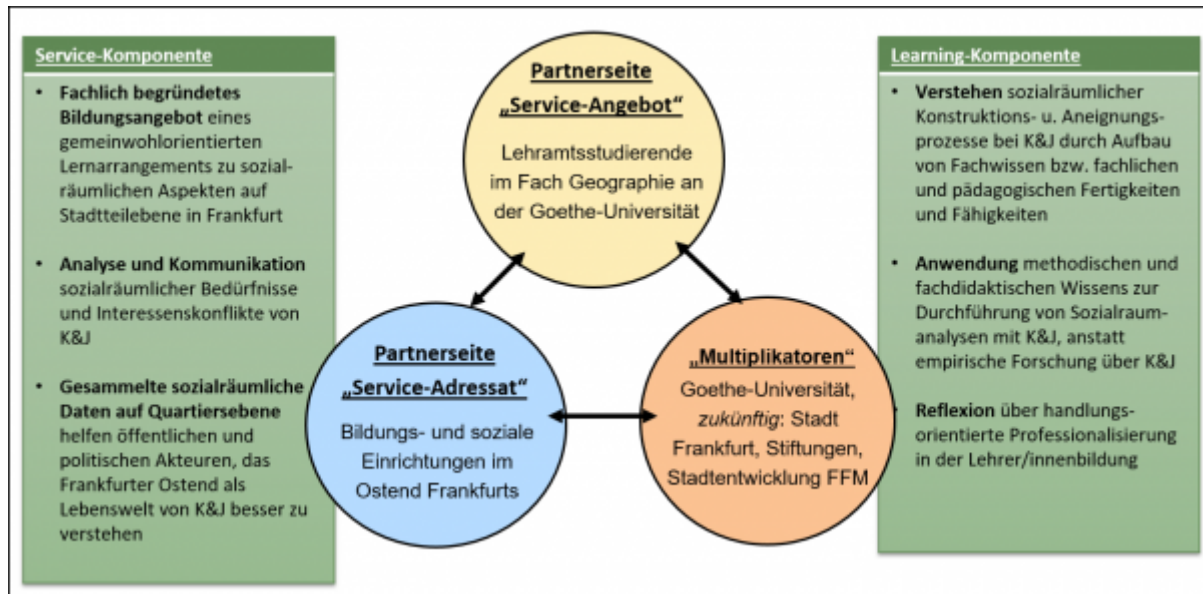 Service-Komponente
• Fachlich begründetes
Bildungsangebot eines
gemeinwohlorientierten
Lernarrangements zu sozial-
räumlichen Aspekten auf
Stadtteilebene in Frankfurt
• Analyse und Kommunikation
sozialräumlicher Bedürfnisse
und Interessenskonflikte von
K&J
• Gesammelte sozialräumliche
Daten auf Quartiersebene
helfen öffentlichen und
politischen Akteuren, das
Frankfurter Ostend als
Lebenswelt von K&J besser zu
verstehen
Partnerseite
„Service-Angebot“
Lehramtsstudierende
im Fach Geographie an
der Goethe-Universität
Partnerseite
„Service-Adressat“
Bildungs- und soziale
Einrichtungen im
Ostend Frankfurts
„Multiplikatoren“
Goethe-Universität,
zukünftig: Stadt
Frankfurt, Stiftungen,
Stadtentwicklung FFM
Learning-Komponente
• Verstehen sozialräumlicher
Konstruktions- u. Aneignungs-
prozesse bei K&J durch Aufbau
von Fachwissen bzw. fachlichen
und pädagogischen Fertigkeiten
und Fähigkeiten
• Anwendung methodischen und
fachdidaktischen Wissens zur
Durchführung von Sozialraum-
analysen mit K&J, anstatt
empirische Forschung über K&J
• Reflexion über handlungs-
orientierte Professionalisierung
in der Lehrer/innenbildung